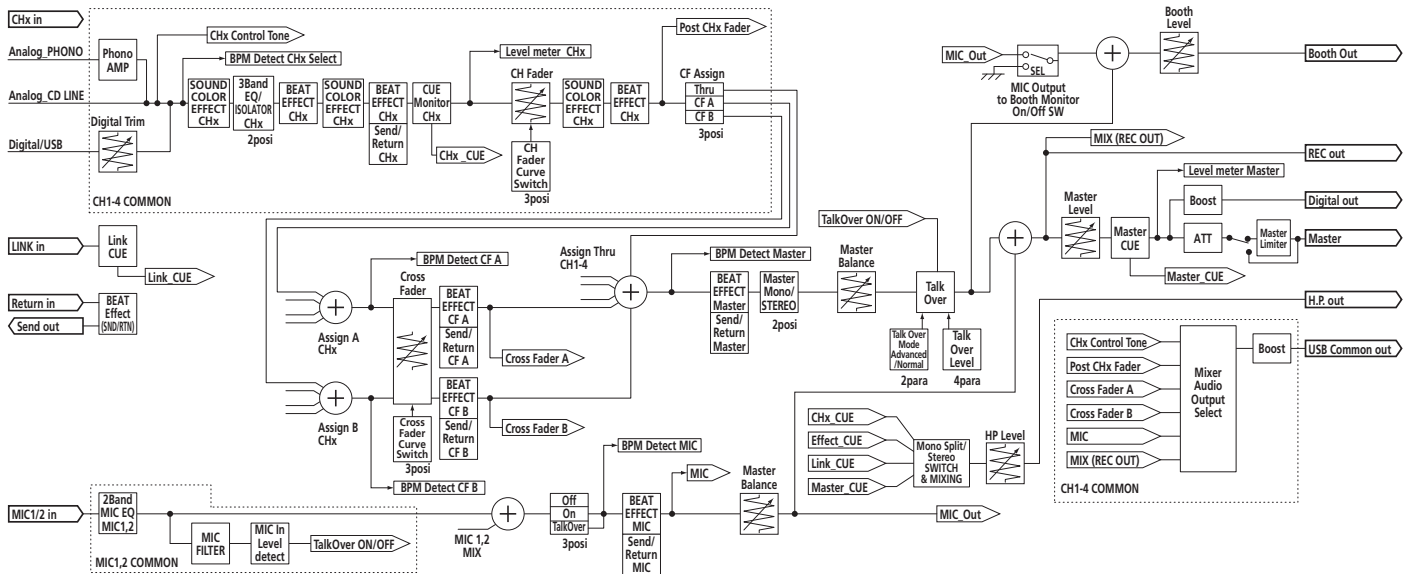 CHx in
Analog_PHONO
Phono
AMP
CHx Control Tone
BPM Detect CHx Select
Analog_CD LINE
Digital Trim
Digital/USB
SOUND
COLOR
EFFECT
CHx
3Band
EQ/
ISOLATOR
CHx
2posi
BEAT
EFFECT
CHx
SOUND
COLOR
EFFECT
CHx
BEAT
EFFECT
CHx
Send/
Return
CHx
CUE
Monitor
CHx
CHx _CUE
Level meter_CHx
CH Fader
CH
Fader
Curve
Switch
3posi
SOUND
COLOR
EFFECT
CHx
BEAT
EFFECT
CHx
Post CHx Fader
CF Assign
Thru
CF A
CF B
3posi
CH1-4 COMMON
MIC_Out
SEL
MIC Output
to Booth Monitor
On/Off SW
Booth
Level
Booth Out
MIX (REC OUT)
REC out
Level meter Master
Master
Level
Master
CUE
Boost
Digital out
ATT
Master
Limiter
Master
Master_CUE
LINK in
Link
CUE
Link_CUE
Return in
Send out
BEAT
Effect
(SND/RTN)
BPM Detect CF A
Assign A
CHx
Assign B
CHx
Cross
Fader
BEAT
EFFECT
CF A
Send/
Return
CF A
Cross Fader A
BEAT
EFFECT
CF B
Send/
Return
CF B
Cross Fader B
Cross
Fader
Curve
Switch
3posi
BPM Detect CF B
Assign Thru
CH1-4
BPM Detect Master
BEAT
EFFECT
Master
Send/
Return
Master
Master
Mono/
STEREO
2posi
Master
Balance
TalkOver ON/OFF
Talk
Over
Talk Over
Mode
Advanced
/Normal
2para
Talk
Over
Level
4para
H.P. out
CHx Control Tone
Post CHx Fader
Cross Fader A
Cross Fader B
MIC
MIX (REC OUT)
Mixer
Audio
Output
Select
Boost
USB Common out
CH1-4 COMMON
CHx_CUE
Effect_CUE
Link_CUE
Master_CUE
Mono Split/
Stereo
SWITCH
& MIXING
HP Level
MIC1/2 in
2Band
MIC EQ
MIC1,2
MIC
FILTER
MIC In
Level
detect
TalkOver ON/OFF
MIC1,2 COMMON
MIC 1,2
MIX
Off
On
TalkOver
3posi
BPM Detect MIC
BEAT
EFFECT
MIC
Send/
Return
MIC
MIC
Master
Balance
MIC_Out